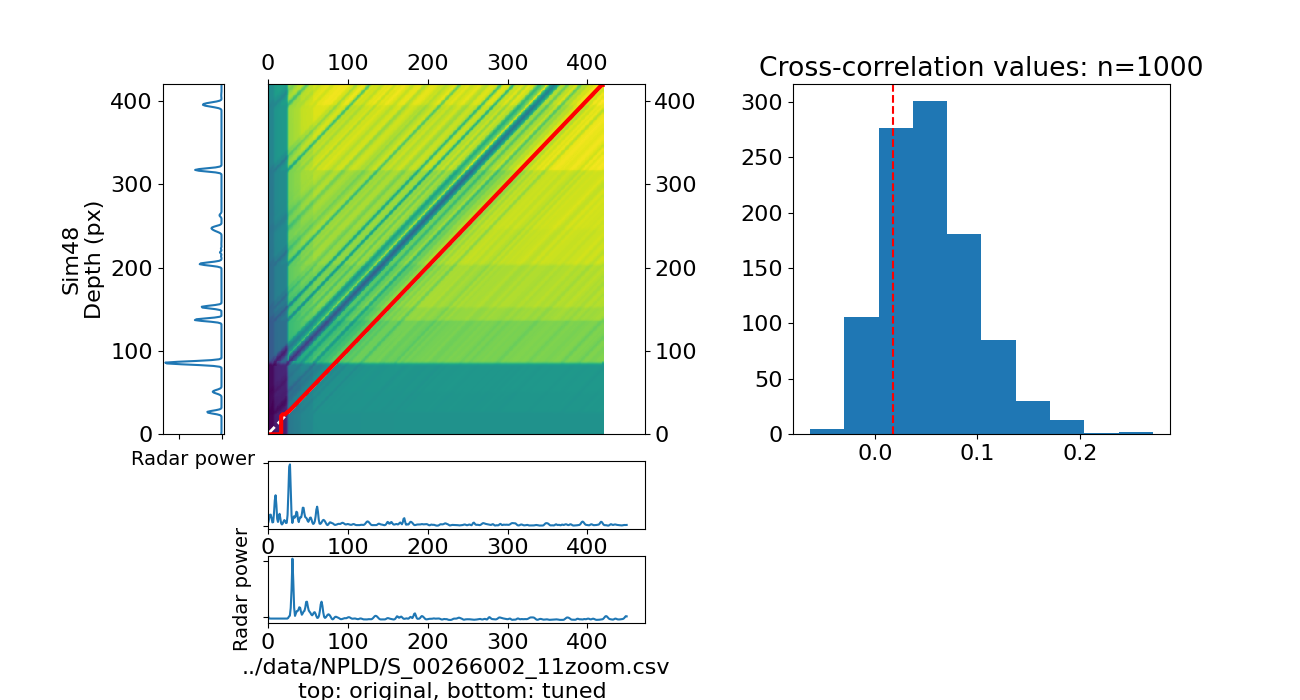 0 100 200 300 400
Cross-correlation values: n=1000
400
300
200
100
0
Sim48
Depth (px)
Radar power
400
300
200
100
0
300
250
200
150
100
50
0
0.0 0.1 0.2
0 100 200 300 400
Radar power
0 100 200 300 400
../data/NPLD/S_00266002_11zoom.csv
top: original, bottom: tuned